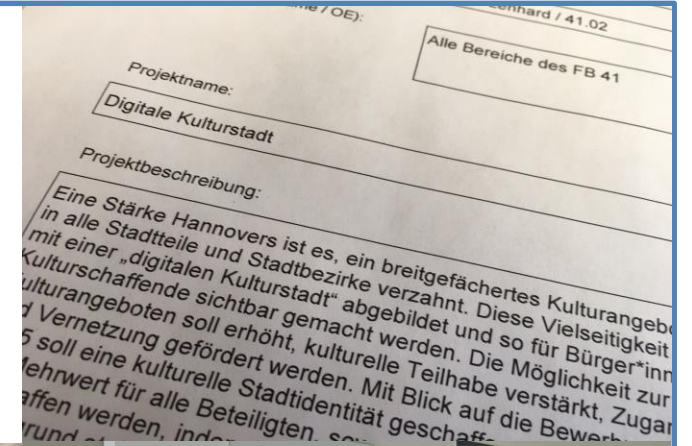 / OE):
/ 41.02
Alle Bereiche des FB 41
Projektname:
Digitale Kulturstadt
Projektbeschreibung:
Eine Stärke Hannovers ist es, ein breitgefächertes Kulturangeb
in alle Stadtteile und Stadtbezirke verzahnt. Diese Vielseitigkeit
mit einer „digitalen Kulturstadt“ abgebildet und so für Bürger*inn
Kulturschaffende sichtbar gemacht werden. Die Möglichkeit zur
ulturangeboten soll erhöht, kulturelle Teilhabe verstärkt, Zugar
d Vernetzung gefördert werden. Mit Blick auf die Bewerb
5 soll eine kulturelle Stadtidentität geschaff
Mehrwert für alle Beteiligten,
affen werden,